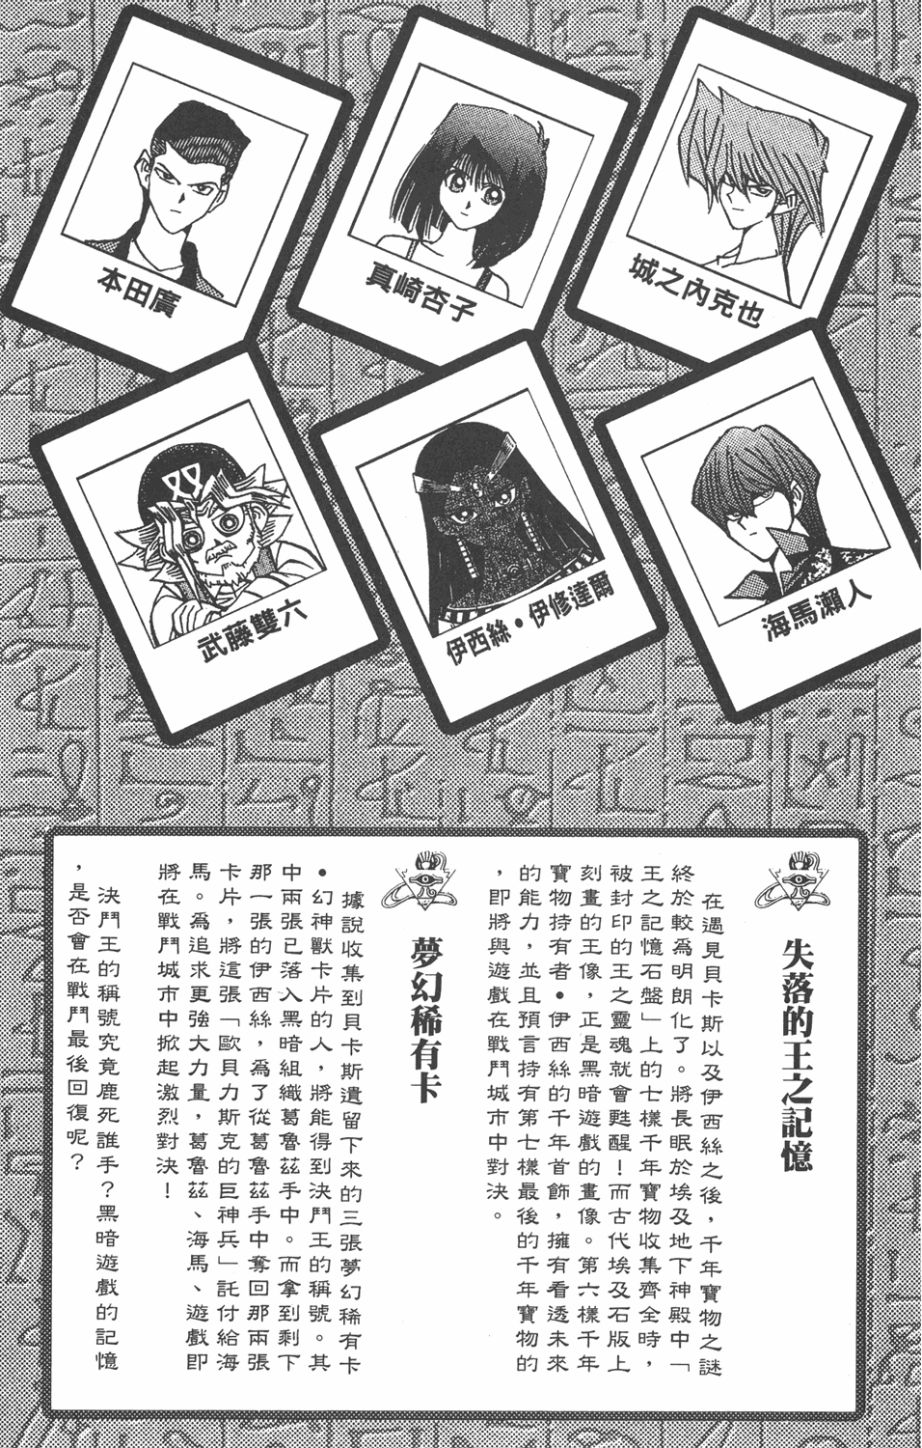 城之內克也
真崎杏子
本田廣
海馬瀨人
伊西絲•伊修達爾
武藤雙六
双
失落的王之記憶
在遇見貝卡斯以及伊西絲之後，千年寶物之謎
終於較為明朗化了。將長眠於埃及地下神殿中「
王之記憶石盤」上的七樣千年寶物收集齊全時，
被封印的王之靈魂就會甦醒！而古代埃及石版上
刻畫的王像，正是黑暗遊戲的畫像。第六樣千年
寶物持有者•伊西絲的千年首飾，擁有看透未來
的能力，並且預言持有第七樣最後的千年寶物的
，即將與遊戲在戰鬥城市中對決。
夢幻稀有卡
據說收集到貝卡斯遺留下來的三張夢幻稀有卡
•幻神獸卡片的人，將能得到決鬥王的稱號。其
中兩張已落入黑暗組織葛魯茲手中。而拿到剩下
那一張的伊西絲，為了從葛魯茲手中奪回那兩張
卡片，將這張「歐貝力斯克的巨神兵」託付給海
馬。為追求更強大力量，葛魯茲、海馬、遊戲即
將在戰鬥城市中掀起激烈對決！
決鬥王的稱號究竟鹿死誰手？黑暗遊戲的記憶
，是否會在戰鬥最後回復呢？